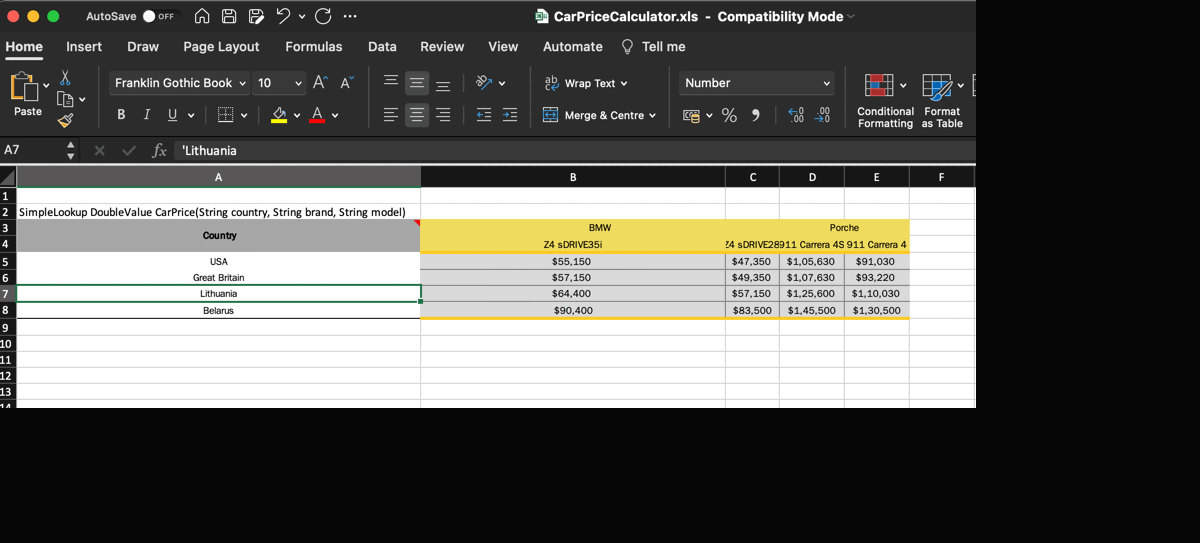 AutoSave OFF CarPriceCalculator.xls - Compatibility Mode
Home Insert Draw Page Layout Formulas Data Review View Automate Tell me
Franklin Gothic Book 10 A A ab Wrap Text Number
Paste B I U A Merge & Centre % Conditional Formatting Format as Table
A7 fx 'Lithuania
A B C D E F
1
2 SimpleLookup DoubleValue CarPrice(String country, String brand, String model)
3 Country BMW Porche
4 Z4 sDRIVE35i Z4 sDRIVE28 911 Carrera 4S 911 Carrera 4
5 USA $55,150 $47,350 $1,05,630 $91,030
6 Great Britain $57,150 $49,350 $1,07,630 $93,220
7 Lithuania $64,400 $57,150 $1,25,600 $1,10,030
8 Belarus $90,400 $83,500 $1,45,500 $1,30,500
9
10
11
12
13
14